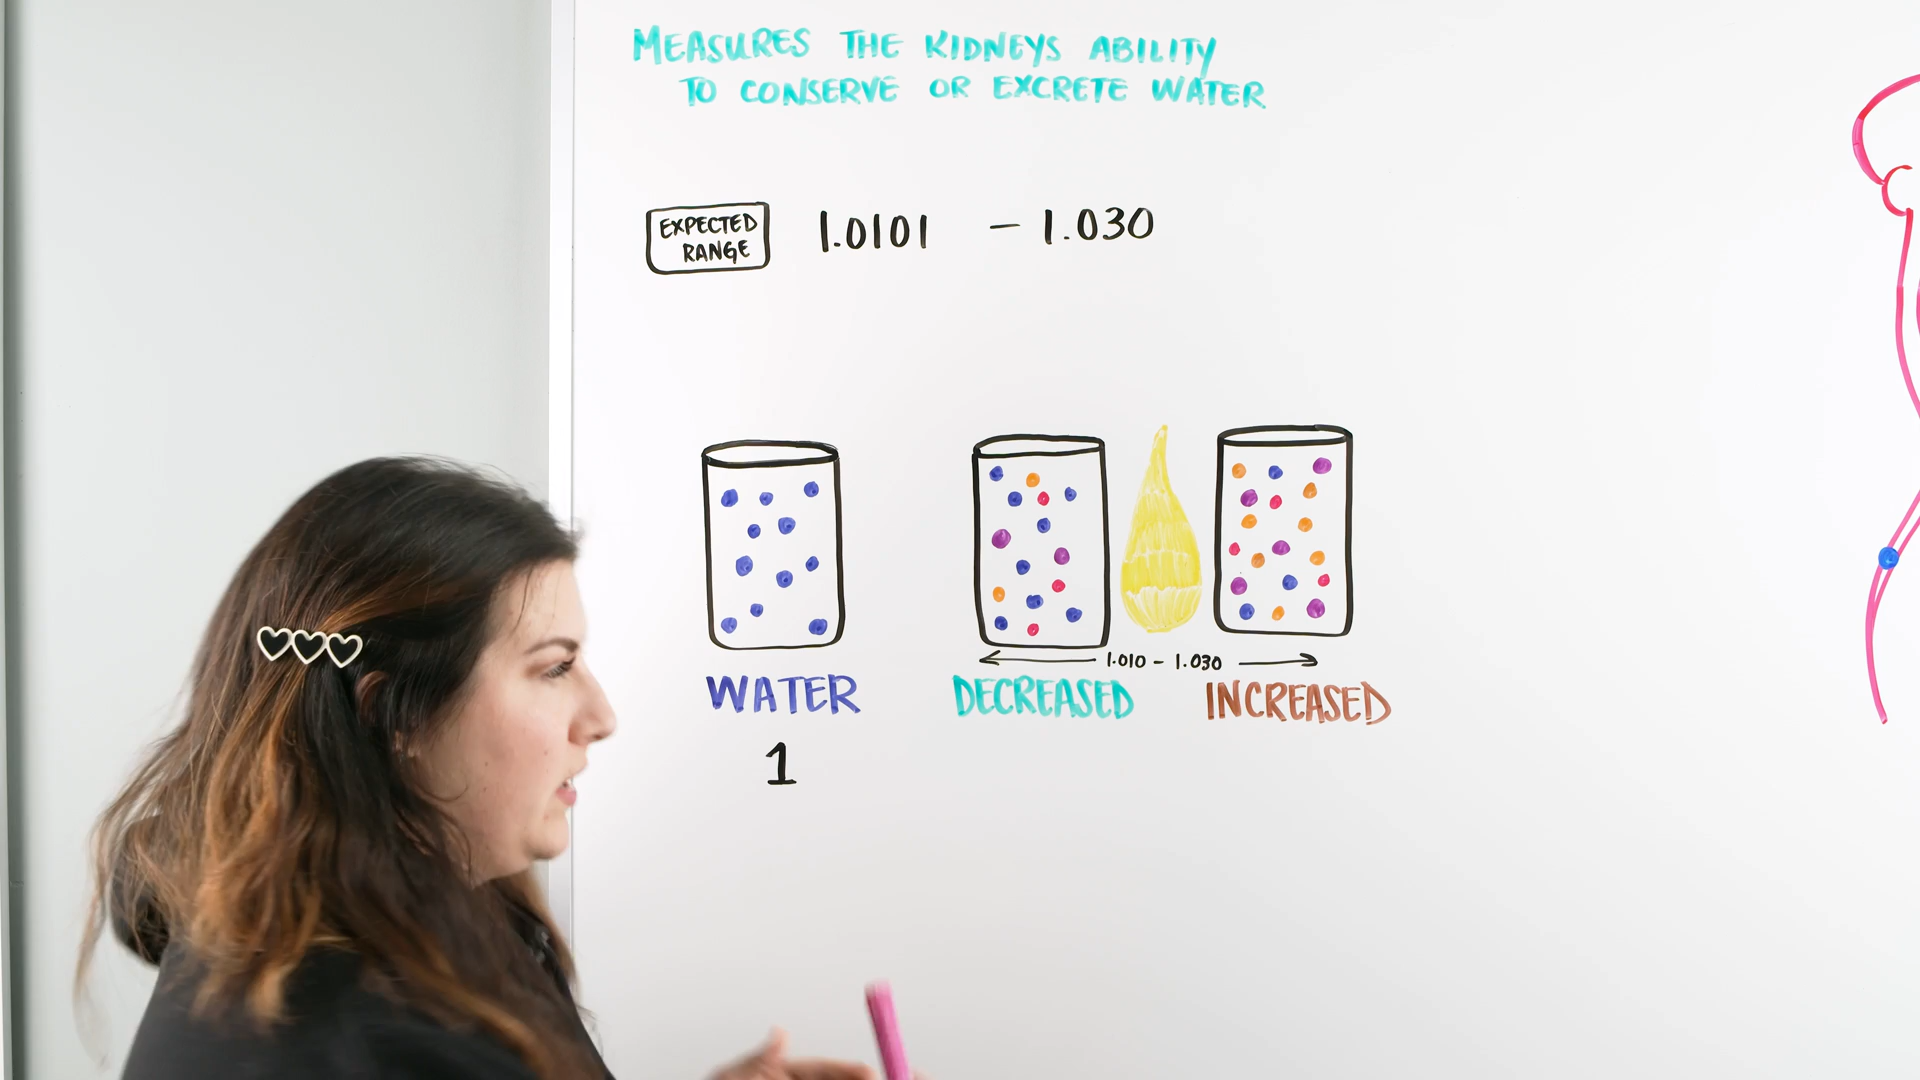 MEASURES THE KIDNEYS ABILITY
TO CONSERVE OR EXCRETE WATER
EXPECTED
RANGE
1.0101 – 1.030
1.010 – 1.030
WATER DECREASED INCREASED
1